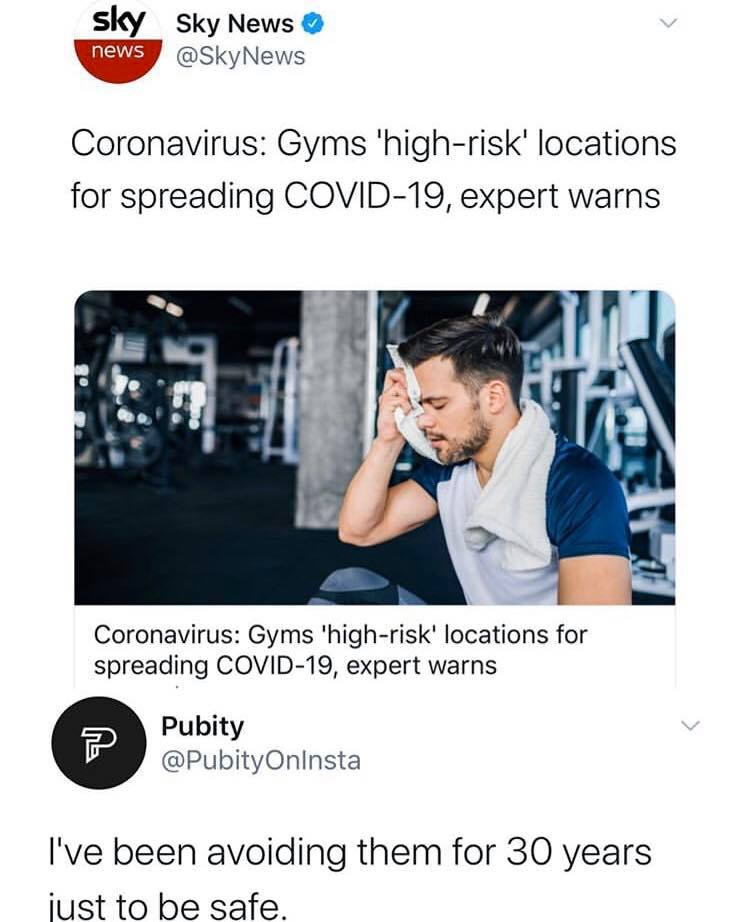 sky
news
Sky News
@SkyNews
Coronavirus: Gyms 'high-risk' locations
for spreading COVID-19, expert warns
Coronavirus: Gyms 'high-risk' locations for
spreading COVID-19, expert warns
Pubity
@PubityOnInsta
I've been avoiding them for 30 years
just to be safe.